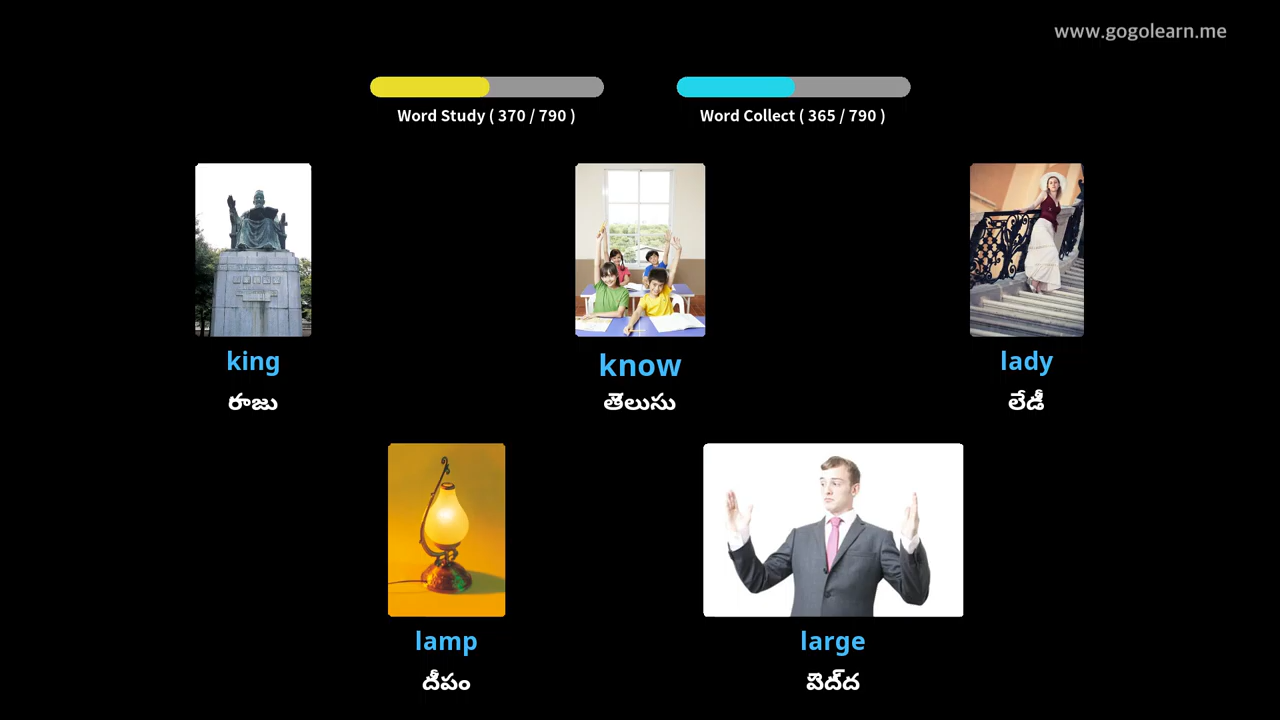 www.gogolearn.me
Word Study ( 370 / 790 )
Word Collect ( 365 / 790 )
king
know
lady
రాజు
తెలుసు
లేడీ
lamp
large
దీపం
పెద్ద